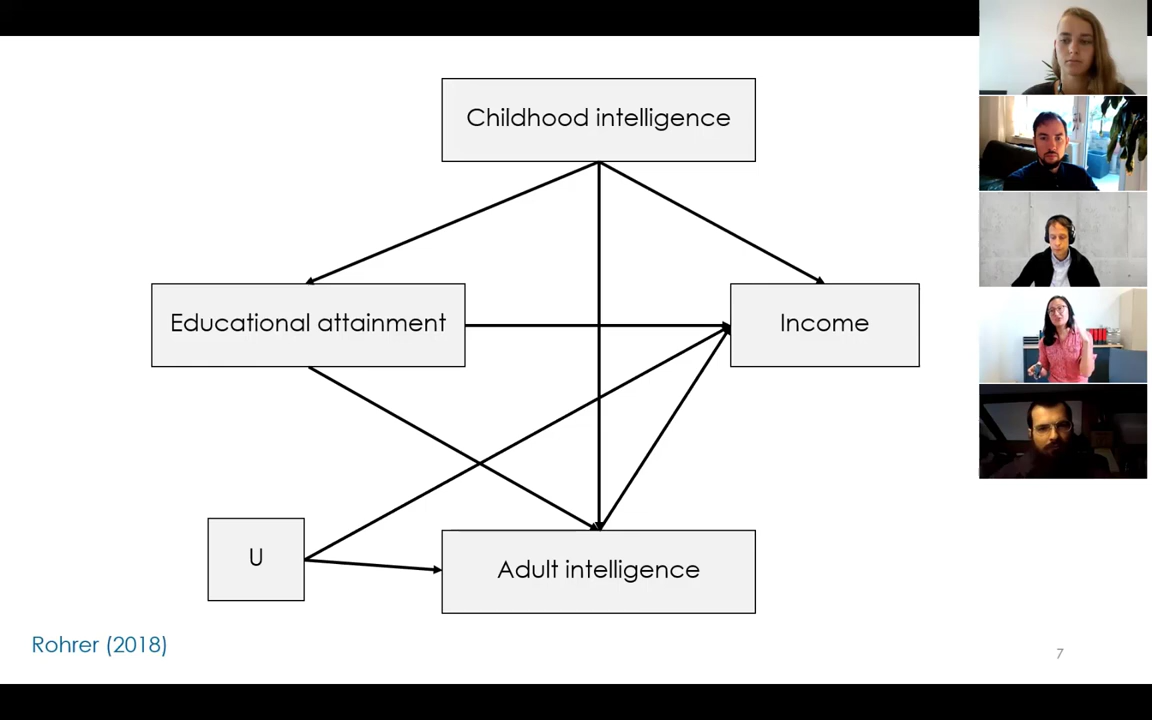 Childhood intelligence
Educational attainment
Income
U
Adult intelligence
Rohrer (2018)
7